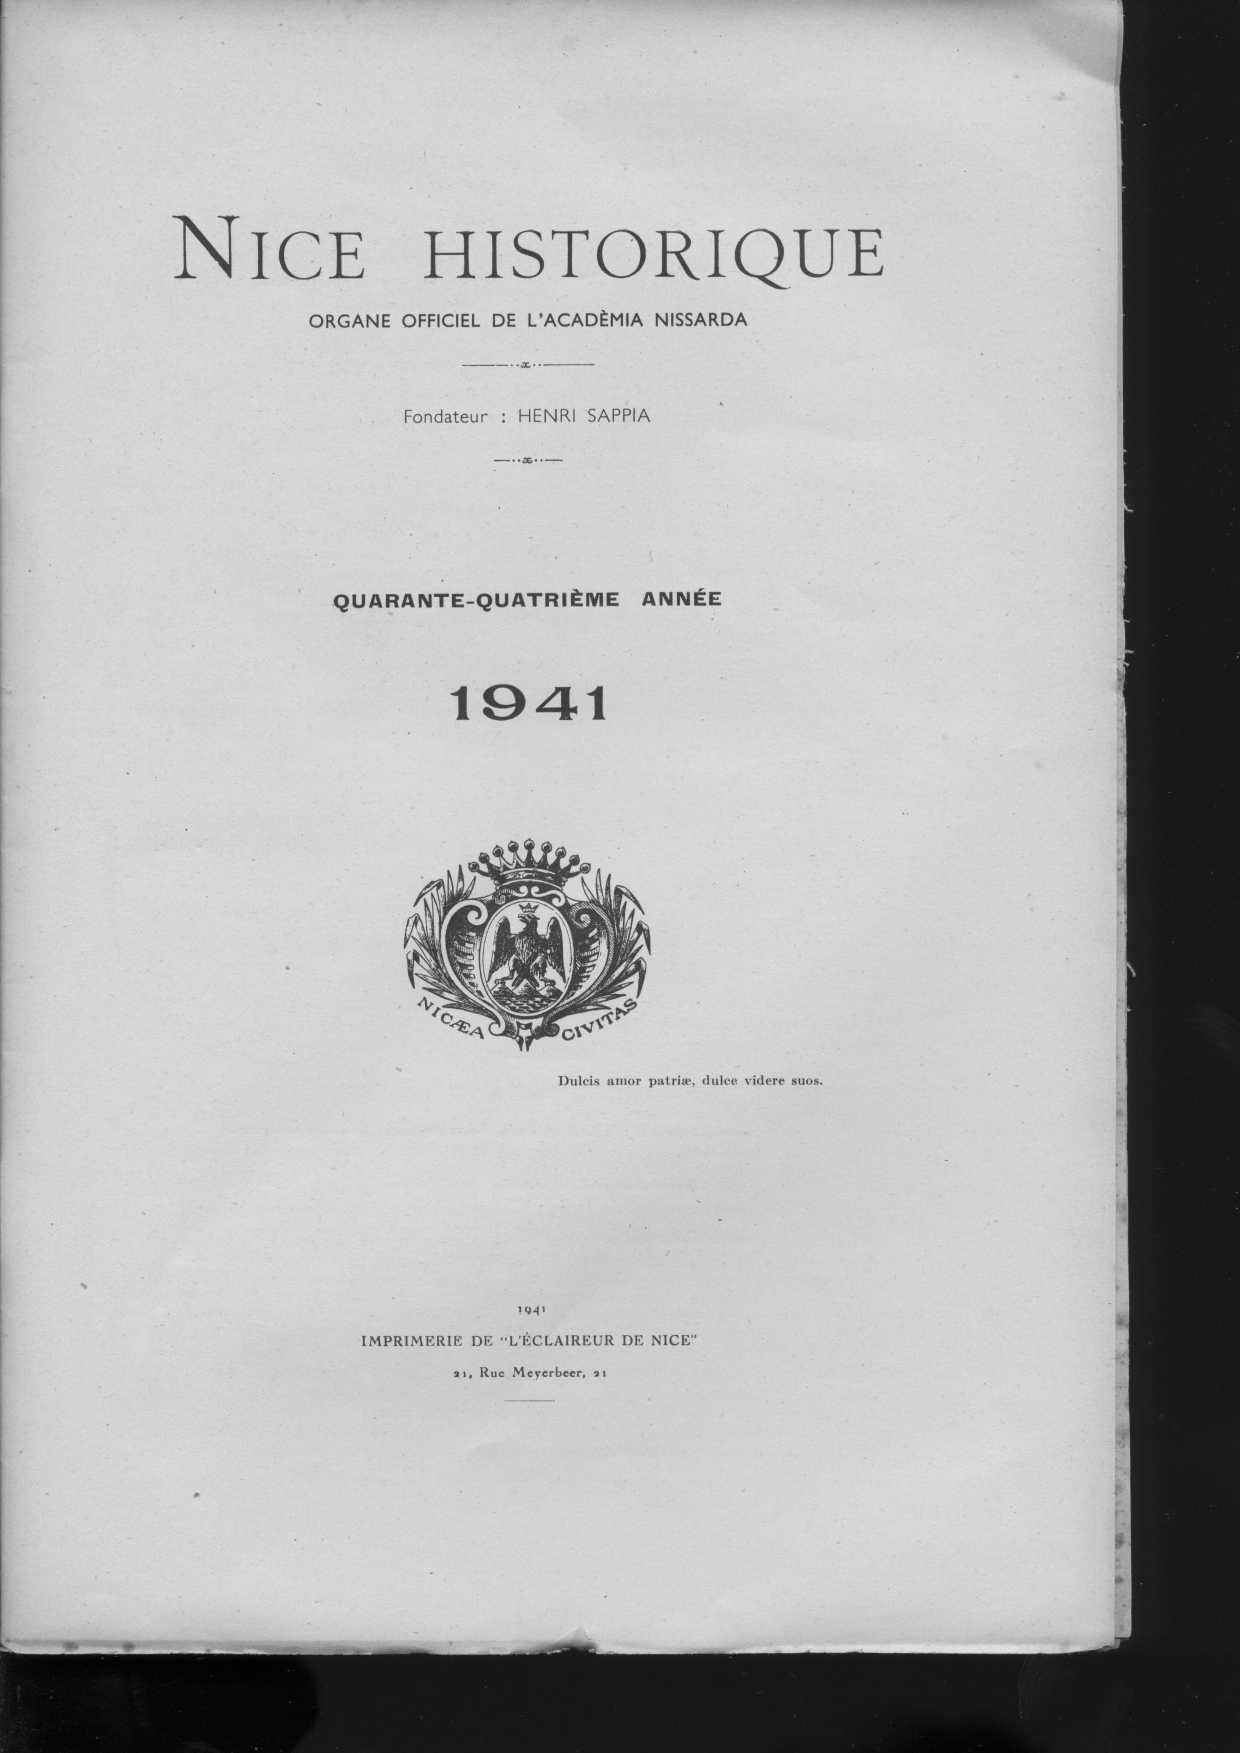 NICE HISTORIQUE
ORGANE OFFICIEL DE L'ACADÈMIA NISSARDA
Fondateur : HENRI SAPPIA
QUARANTE-QUATRIÈME ANNÉE
1941
NICÆA CIVITAS
Dulcis amor patriæ, dulce videre suos.
1941
IMPRIMERIE DE "L'ÉCLAIREUR DE NICE"
21, Rue Meyerbeer, 21